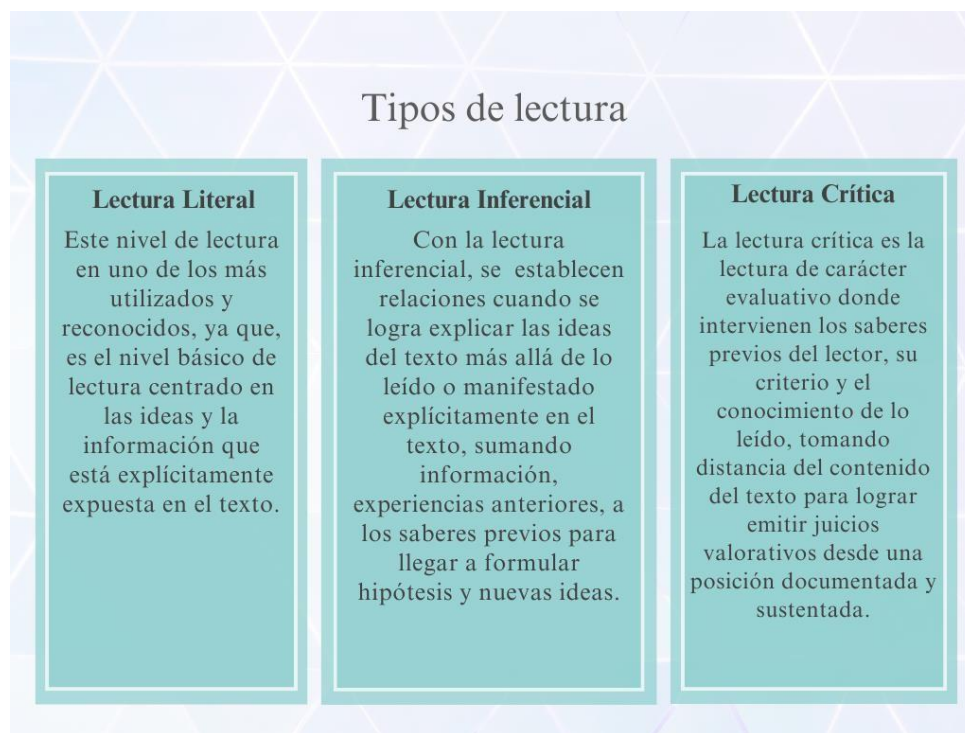 Tipos de lectura
Lectura Literal
Este nivel de lectura
en uno de los más
utilizados y
reconocidos, ya que,
es el nivel básico de
lectura centrado en
las ideas y la
información que
está explícitamente
expuesta en el texto.
Lectura Inferencial
Con la lectura
inferencial, se establecen
relaciones cuando se
logra explicar las ideas
del texto más allá de lo
leído o manifestado
explícitamente en el
texto, sumando
información,
experiencias anteriores, a
los saberes previos para
llegar a formular
hipótesis y nuevas ideas.
Lectura Crítica
La lectura crítica es la
lectura de carácter
evaluativo donde
intervienen los saberes
previos del lector, su
criterio y el
conocimiento de lo
leído, tomando
distancia del contenido
del texto para lograr
emitir juicios
valorativos desde una
posición documentada y
sustentada.